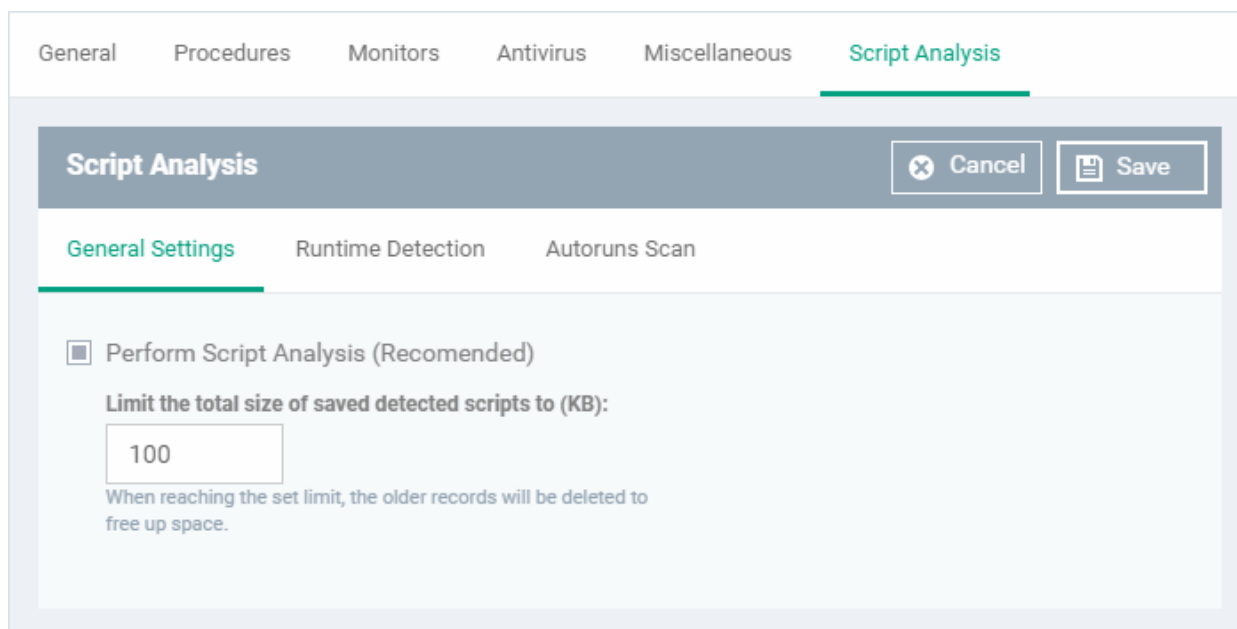 General Procedures Monitors Antivirus Miscellaneous Script Analysis
Script Analysis Cancel Save
General Settings Runtime Detection Autoruns Scan
Perform Script Analysis (Recomended)
Limit the total size of saved detected scripts to (KB):
100
When reaching the set limit, the older records will be deleted to
free up space.